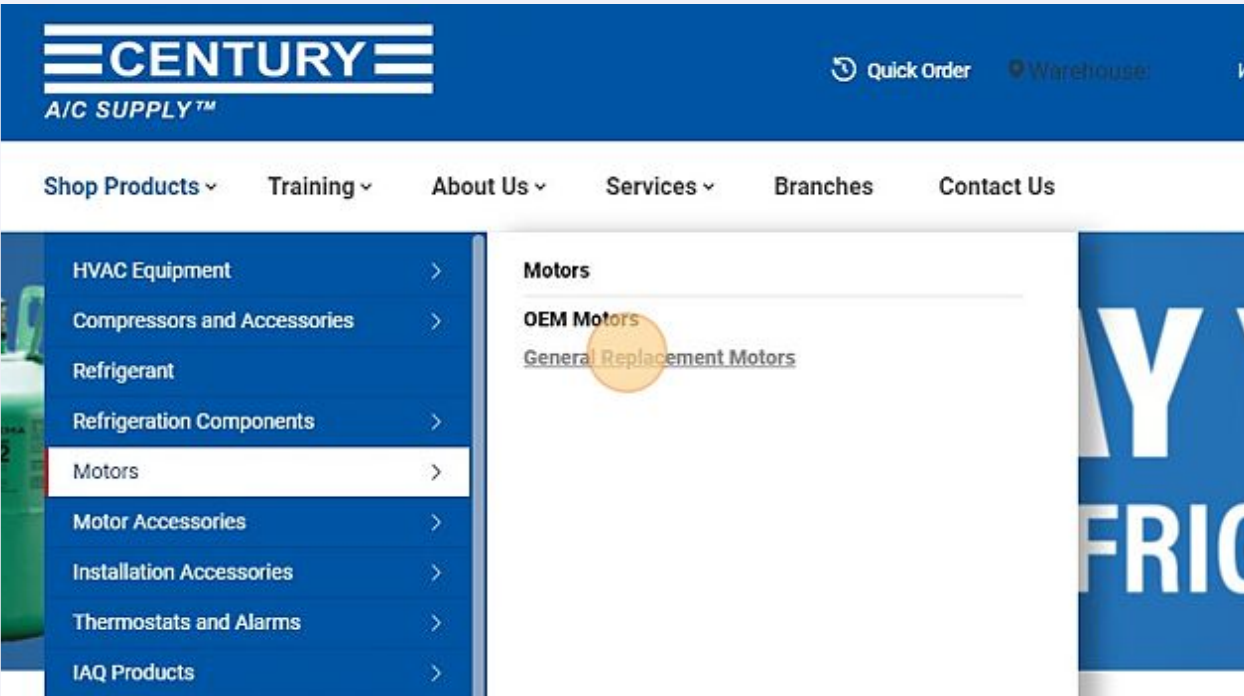 CENTURY
A/C SUPPLY™
Quick Order
Warehouse:
Shop Products
Training
About Us
Services
Branches
Contact Us
HVAC Equipment
Compressors and Accessories
Refrigerant
Refrigeration Components
Motors
Motor Accessories
Installation Accessories
Thermostats and Alarms
IAQ Products
Motors
OEM Motors
General Replacement Motors